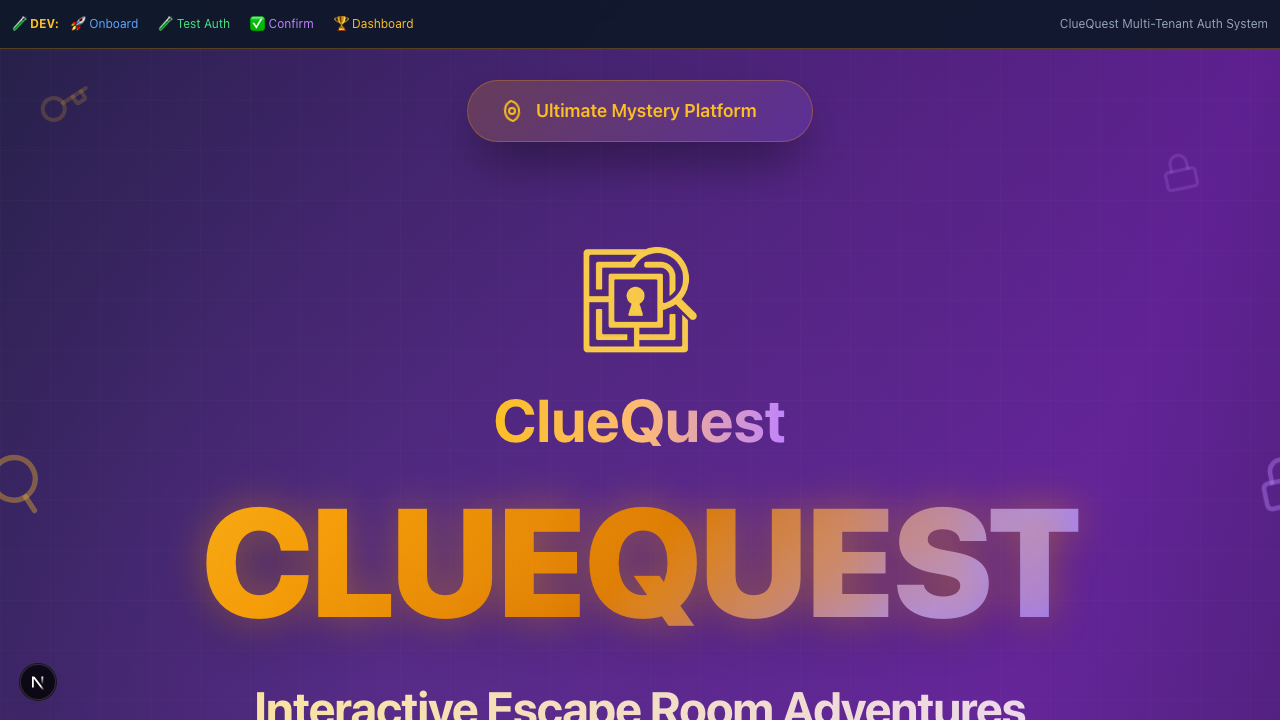 DEV: Onboard Test Auth Confirm Dashboard ClueQuest Multi-Tenant Auth System
Ultimate Mystery Platform
ClueQuest
CLUEQUEST
Interactive Escape Room Adventures
N